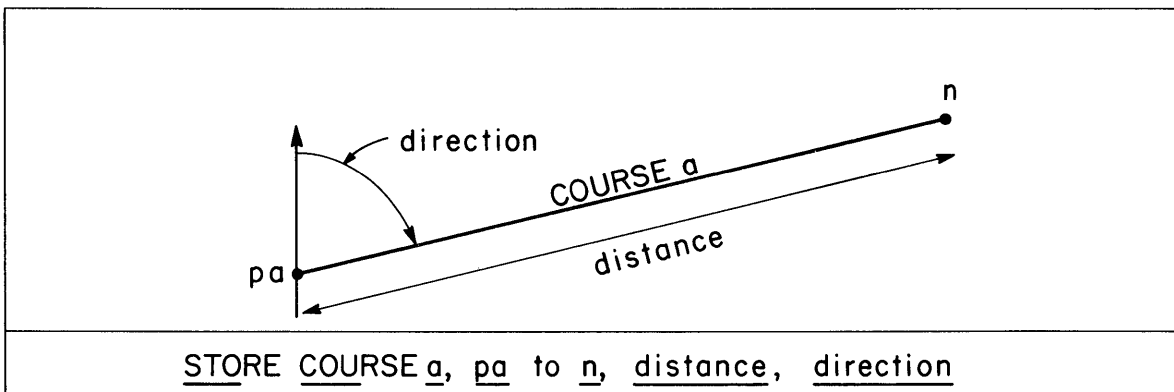 n
direction
COURSE a
distance
pa
STORE COURSE a, pa to n, distance, direction